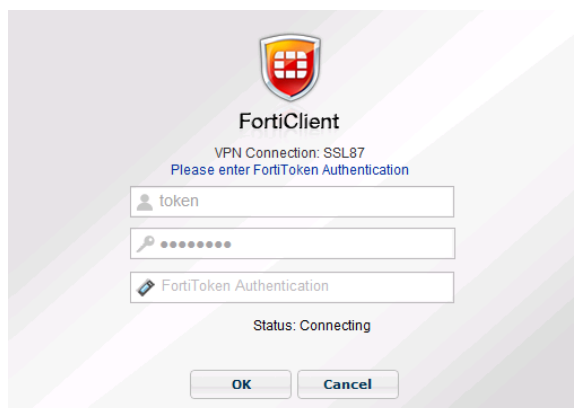 FortiClient
VPN Connection: SSL87
Please enter FortiToken Authentication
token
●●●●●●●●
FortiToken Authentication
Status: Connecting
OK
Cancel